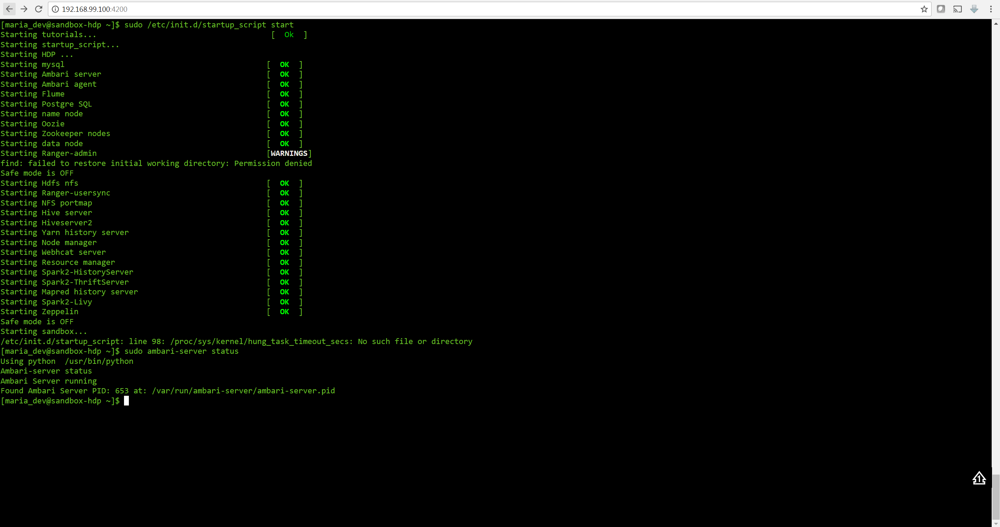 192.168.99.100:4200
[maria_dev@sandbox-hdp ~]$ sudo /etc/init.d/startup_script start
Starting tutorials... [ Ok ]
Starting startup_script...
Starting HDP ...
Starting mysql [ OK ]
Starting Ambari server [ OK ]
Starting Ambari agent [ OK ]
Starting Flume [ OK ]
Starting Postgre SQL [ OK ]
Starting name node [ OK ]
Starting Oozie [ OK ]
Starting Zookeeper nodes [ OK ]
Starting data node [ OK ]
Starting Ranger-admin [WARNINGS]
find: failed to restore initial working directory: Permission denied
Safe mode is OFF
Starting Hdfs nfs [ OK ]
Starting Ranger-usersync [ OK ]
Starting NFS portmap [ OK ]
Starting Hive server [ OK ]
Starting Hiveserver2 [ OK ]
Starting Yarn history server [ OK ]
Starting Node manager [ OK ]
Starting Webhcat server [ OK ]
Starting Resource manager [ OK ]
Starting Spark2-HistoryServer [ OK ]
Starting Spark2-ThriftServer [ OK ]
Starting Mapred history server [ OK ]
Starting Spark2-Livy [ OK ]
Starting Zeppelin [ OK ]
Safe mode is OFF
Starting sandbox...
/etc/init.d/startup_script: line 98: /proc/sys/kernel/hung_task_timeout_secs: No such file or directory
[maria_dev@sandbox-hdp ~]$ sudo ambari-server status
Using python  /usr/bin/python
Ambari-server status
Ambari Server running
Found Ambari Server PID: 653 at: /var/run/ambari-server/ambari-server.pid
[maria_dev@sandbox-hdp ~]$
1